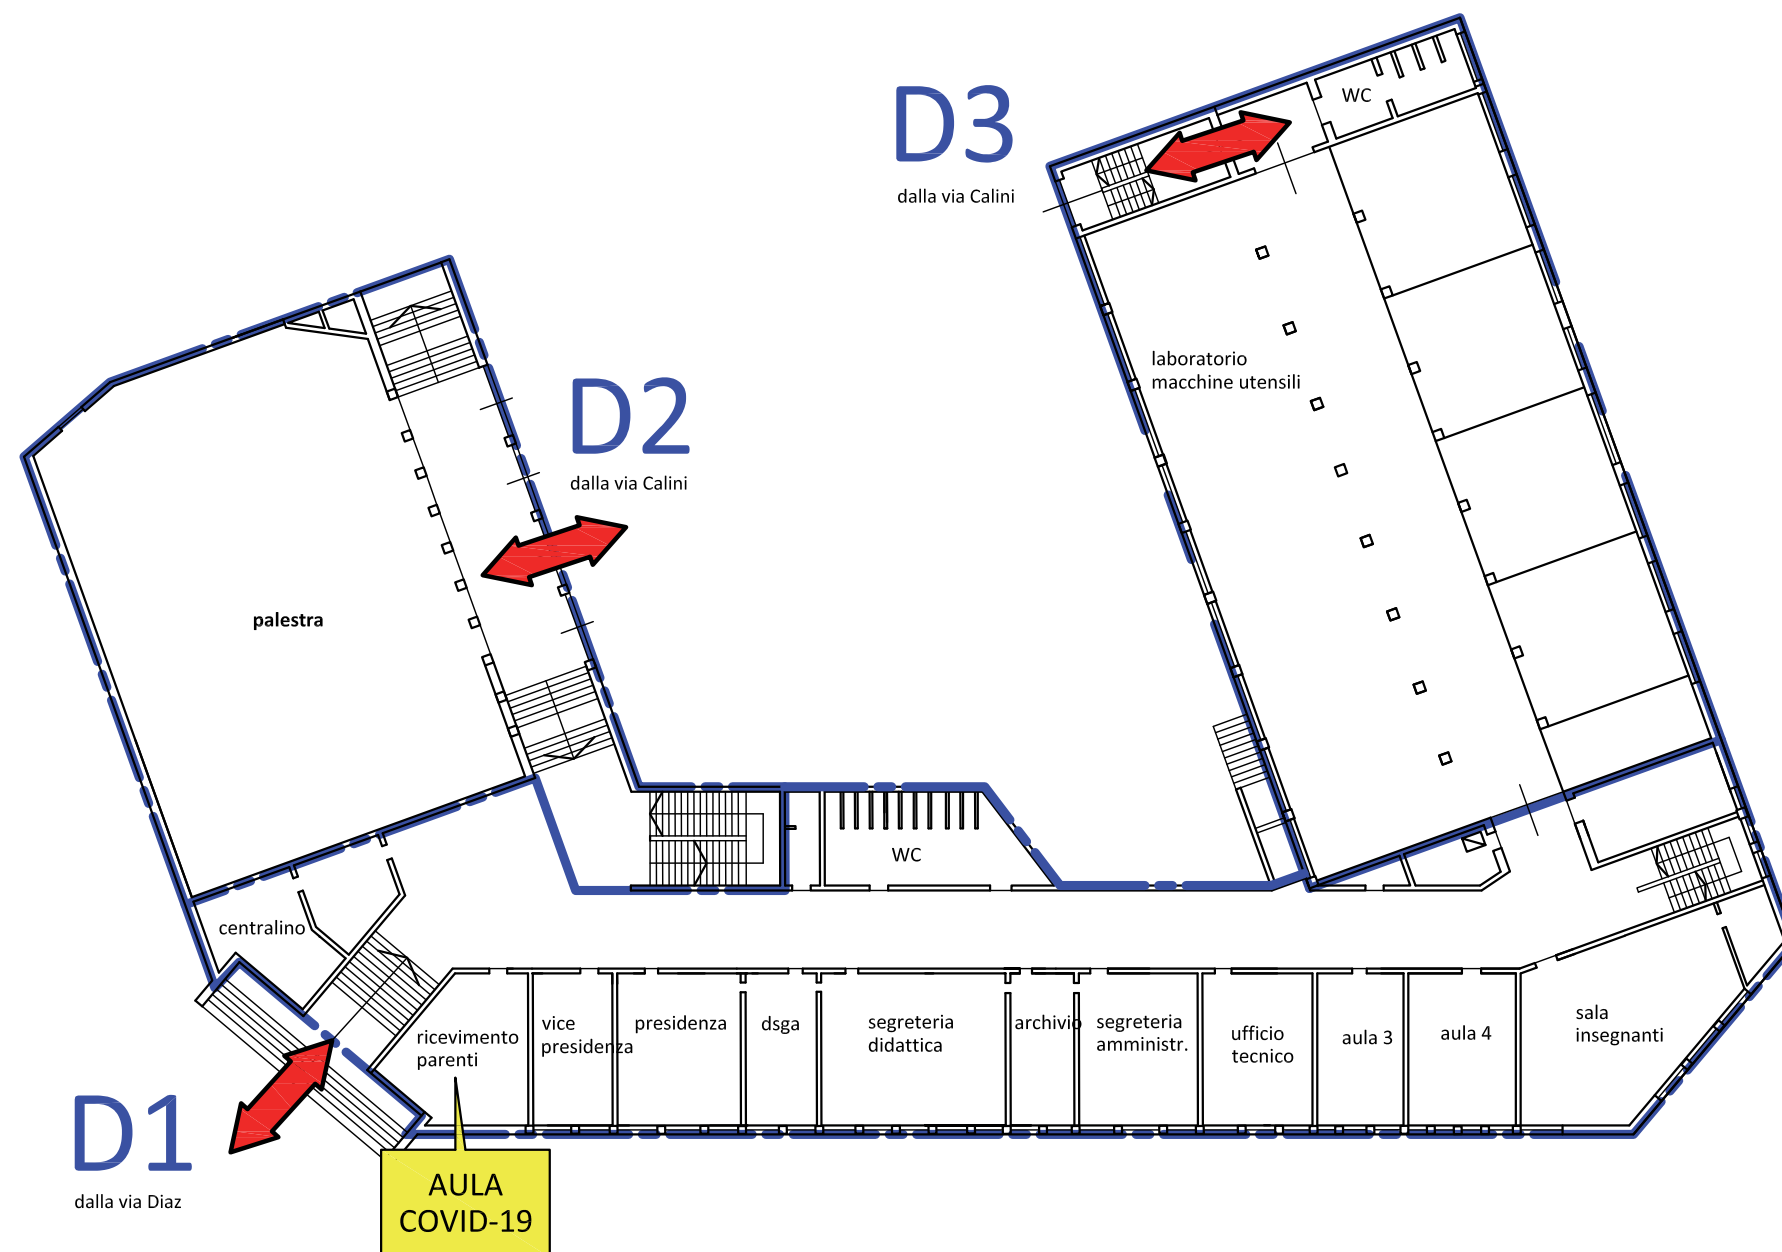 D3
dalla via Calini
WC
D2
dalla via Calini
laboratorio
macchine utensili
palestra
WC
centralino
ricevimento
parenti
vice
presidenza
presidenza
dsga
segreteria
didattica
archivio
segreteria
amministr.
ufficio
tecnico
aula 3
aula 4
sala
insegnanti
D1
dalla via Diaz
AULA
COVID-19